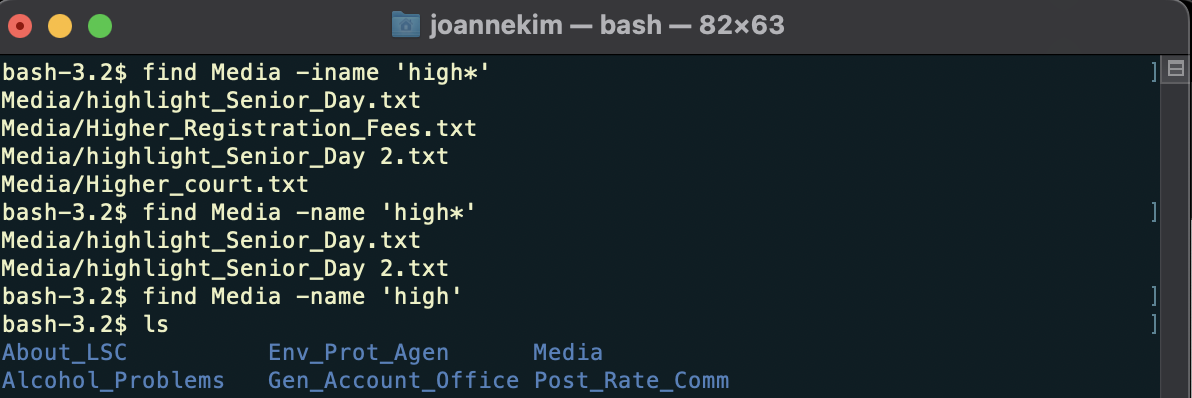 joannekim — bash — 82×63
bash-3.2$ find Media -iname 'high*'
Media/highlight_Senior_Day.txt
Media/Higher_Registration_Fees.txt
Media/highlight_Senior_Day 2.txt
Media/Higher_court.txt
bash-3.2$ find Media -name 'high*'
Media/highlight_Senior_Day.txt
Media/highlight_Senior_Day 2.txt
bash-3.2$ find Media -name 'high'
bash-3.2$ ls
About_LSC Env_Prot_Agen Media
Alcohol_Problems Gen_Account_Office Post_Rate_Comm